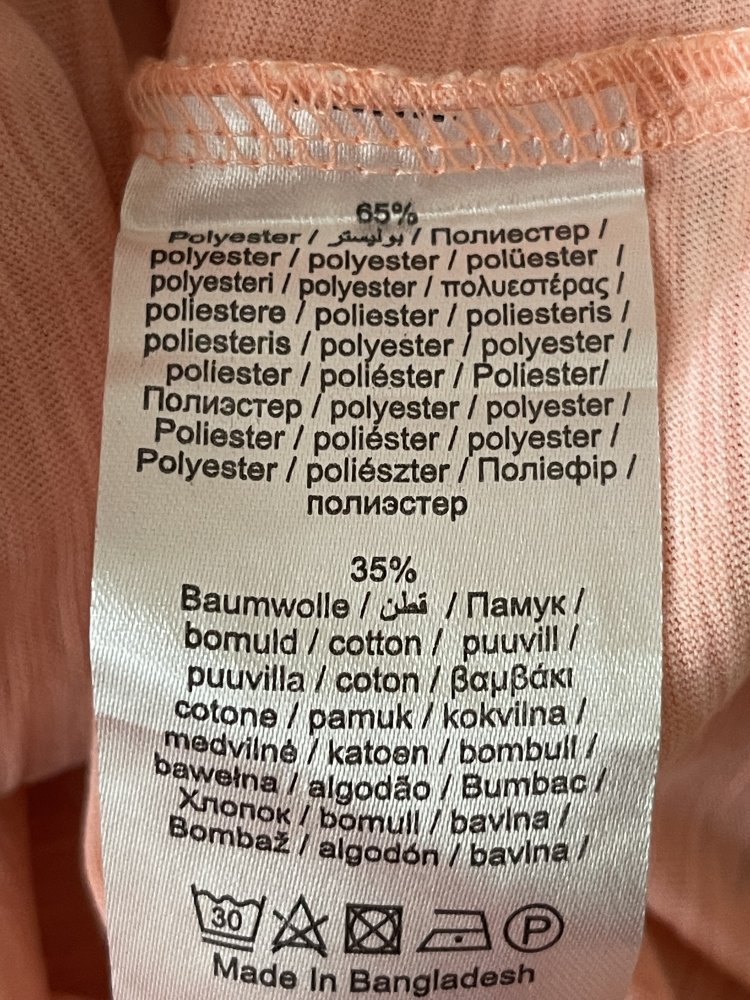 65%
Polyester / بوليستر / Полиестер /
polyester / polyester / polüester /
polyesteri / polyester / πολυεστέρας /
poliestere / poliester / poliesteris /
poliesteris / polyester / polyester /
poliester / poliéster / Poliester/
Полиэстер / polyester / polyester /
Poliester / poliéster / polyester /
Polyester / poliészter / Поліефір /
полиэстер
35%
Baumwolle / قطن / Памук /
bomuld / cotton / puuvill /
puuvilla / coton / βαμβάκι
cotone / pamuk / kokvilna /
medvilnė / katoen / bombull /
bawełna / algodão / Bumbac /
Хлопок / bomull / bavlna /
Bombaž / algodón / bavlna /
30 P
Made In Bangladesh